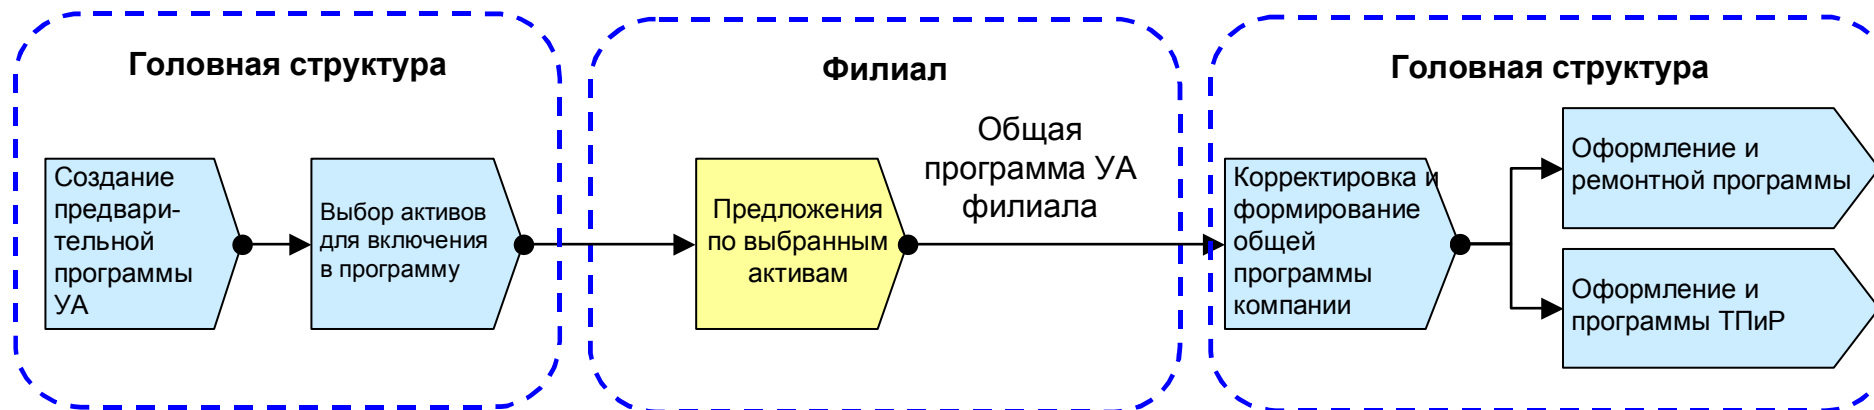 Головная структура
Создание
предвари-
тельной
программы
УА
Выбор активов
для включения
в программу
Филиал
Предложения
по выбранным
активам
Общая
программа УА
филиала
Головная структура
Корректировка и
формирование
общей
программы
компании
Оформление и
ремонтной программы
Оформление и
программы ТПиР